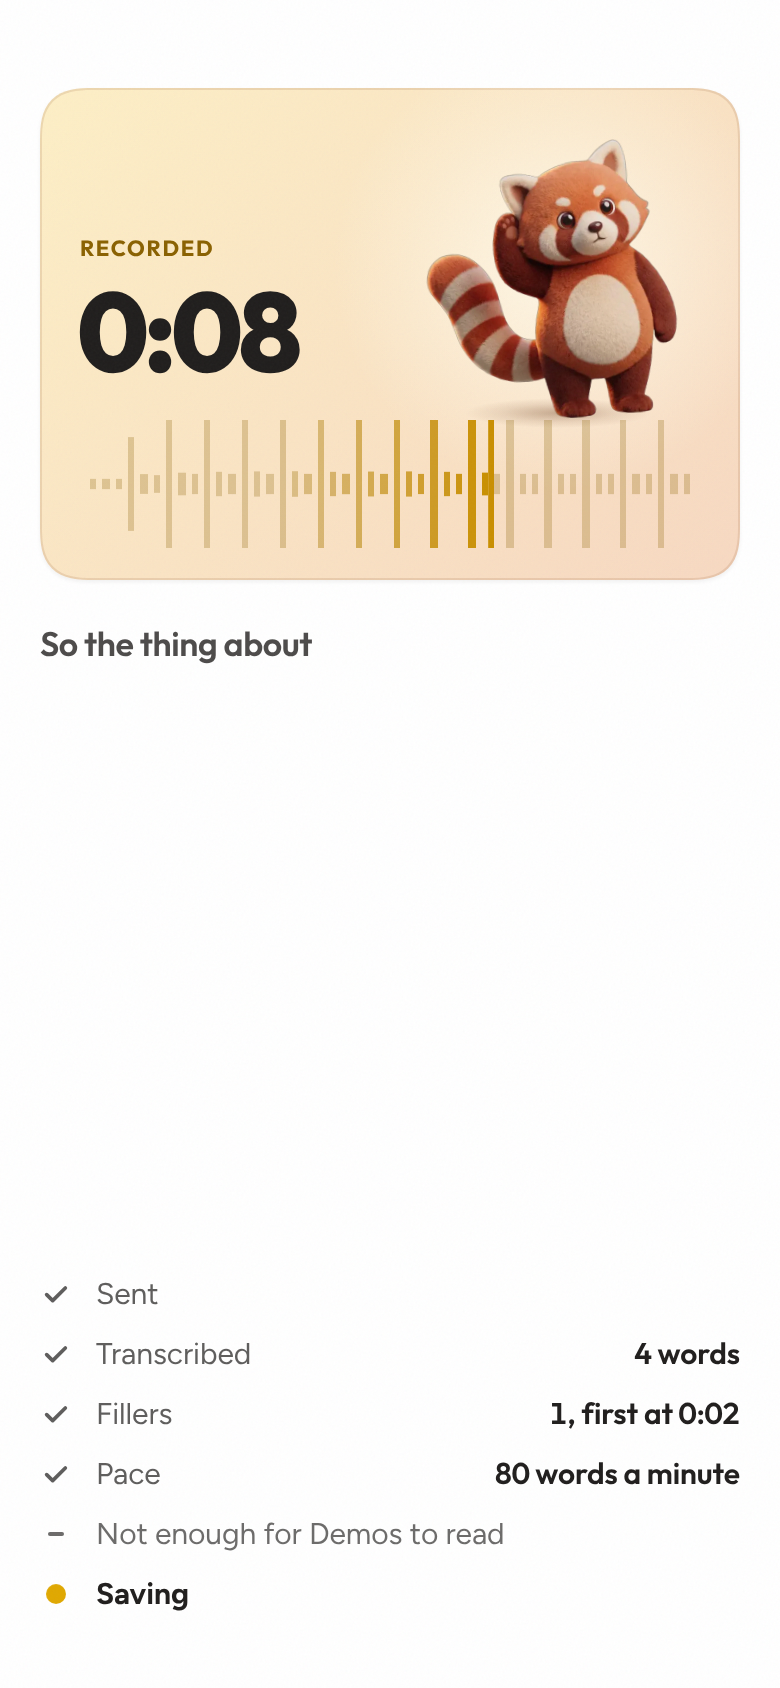 RECORDED
0:08
So the thing about
Sent
Transcribed 4 words
Fillers 1, first at 0:02
Pace 80 words a minute
Not enough for Demos to read
Saving